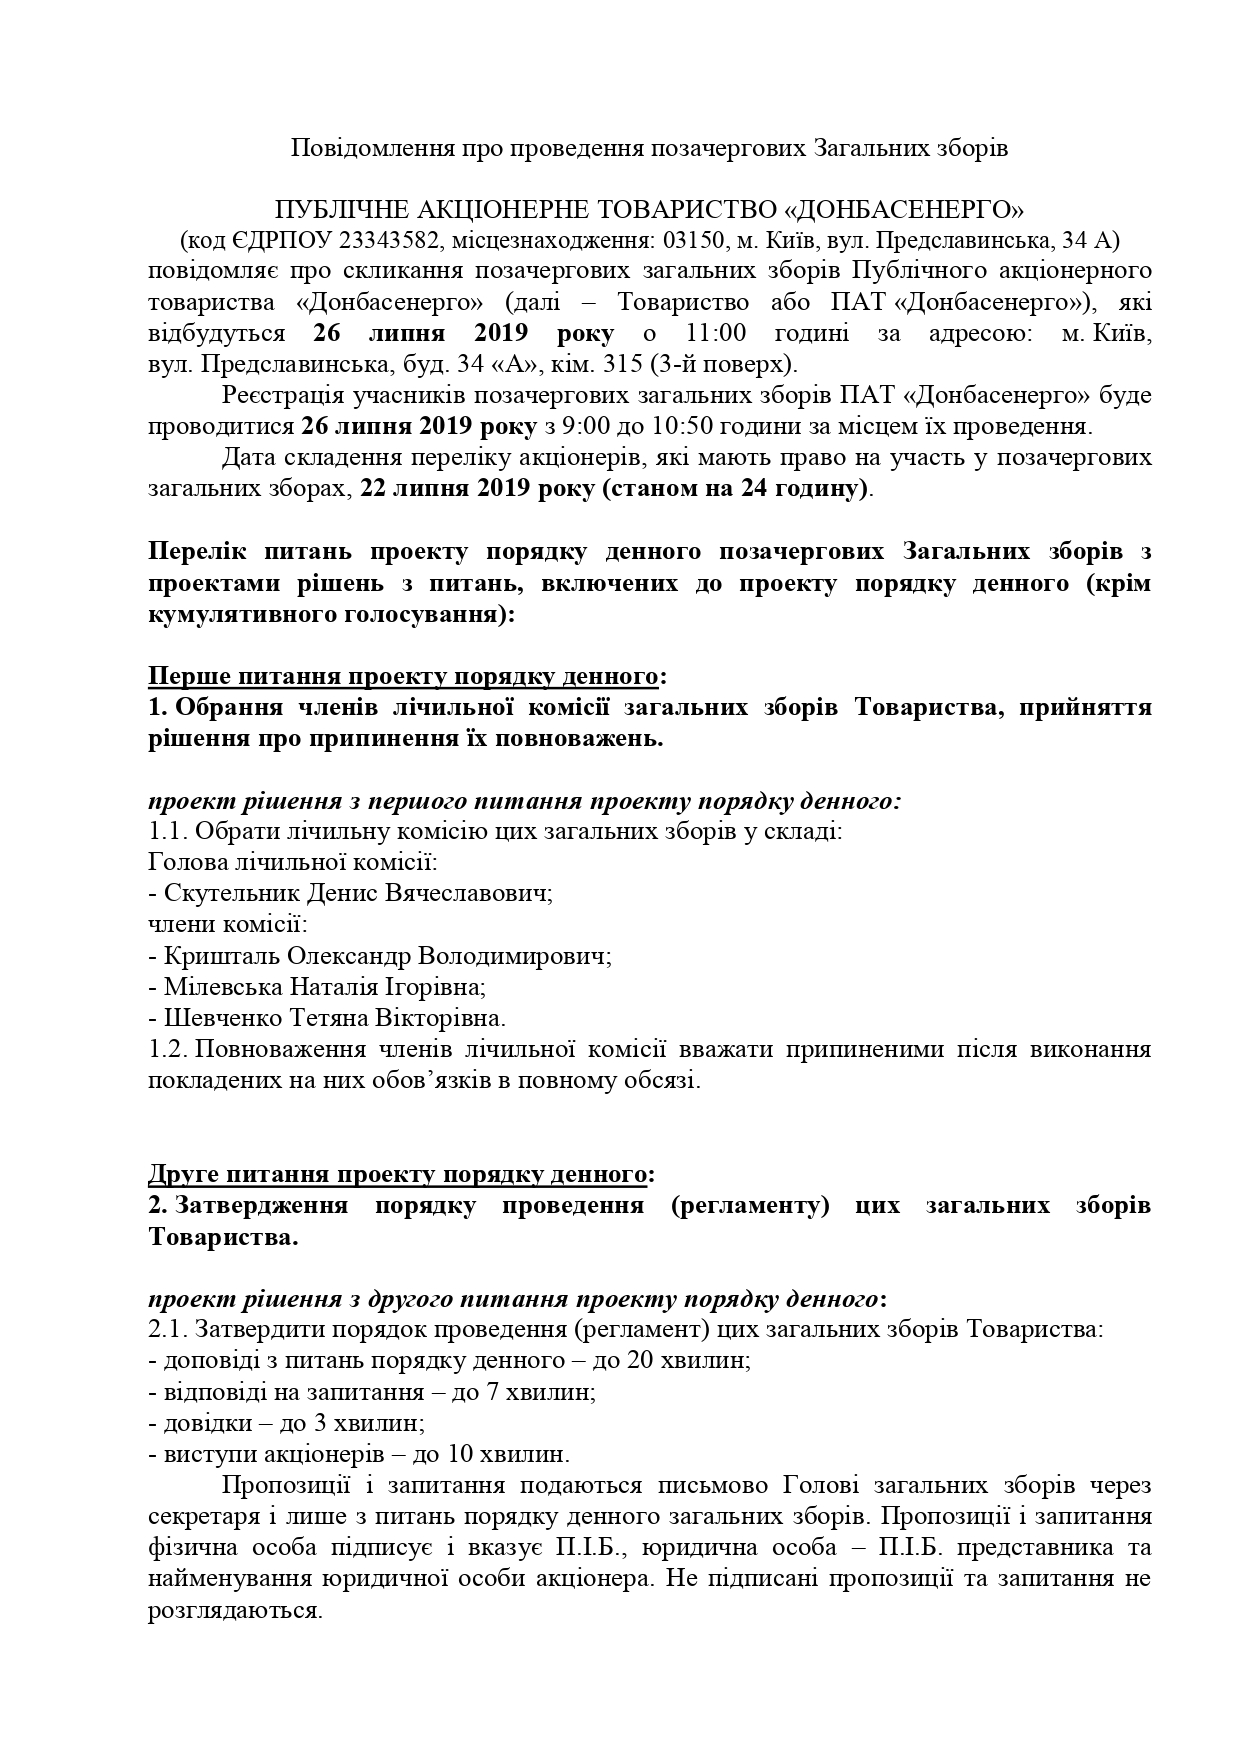 Повідомлення про проведення позачергових Загальних зборів
ПУБЛІЧНЕ АКЦІОНЕРНЕ ТОВАРИСТВО «ДОНБАСЕНЕРГО»
(код ЄДРПОУ 23343582, місцезнаходження: 03150, м. Київ, вул. Предславинська, 34 А)
повідомляє про скликання позачергових загальних зборів Публічного акціонерного
товариства «Донбасенерго» (далі – Товариство або ПАТ «Донбасенерго»), які
відбудуться 26 липня 2019 року о 11:00 годині за адресою: м. Київ,
вул. Предславинська, буд. 34 «А», кім. 315 (3-й поверх).
Реєстрація учасників позачергових загальних зборів ПАТ «Донбасенерго» буде
проводитися 26 липня 2019 року з 9:00 до 10:50 години за місцем їх проведення.
Дата складення переліку акціонерів, які мають право на участь у позачергових
загальних зборах, 22 липня 2019 року (станом на 24 годину).
Перелік питань проекту порядку денного позачергових Загальних зборів з
проектами рішень з питань, включених до проекту порядку денного (крім
кумулятивного голосування):
Перше питання проекту порядку денного:
1. Обрання членів лічильної комісії загальних зборів Товариства, прийняття
рішення про припинення їх повноважень.
проект рішення з першого питання проекту порядку денного:
1.1. Обрати лічильну комісію цих загальних зборів у складі:
Голова лічильної комісії:
- Скутельник Денис Вячеславович;
члени комісії:
- Кришталь Олександр Володимирович;
- Мілевська Наталія Ігорівна;
- Шевченко Тетяна Вікторівна.
1.2. Повноваження членів лічильної комісії вважати припиненими після виконання
покладених на них обов’язків в повному обсязі.
Друге питання проекту порядку денного:
2. Затвердження порядку проведення (регламенту) цих загальних зборів
Товариства.
проект рішення з другого питання проекту порядку денного:
2.1. Затвердити порядок проведення (регламент) цих загальних зборів Товариства:
- доповіді з питань порядку денного – до 20 хвилин;
- відповіді на запитання – до 7 хвилин;
- довідки – до 3 хвилин;
- виступи акціонерів – до 10 хвилин.
Пропозиції і запитання подаються письмово Голові загальних зборів через
секретаря і лише з питань порядку денного загальних зборів. Пропозиції і запитання
фізична особа підписує і вказує П.І.Б., юридична особа – П.І.Б. представника та
найменування юридичної особи акціонера. Не підписані пропозиції та запитання не
розглядаються.